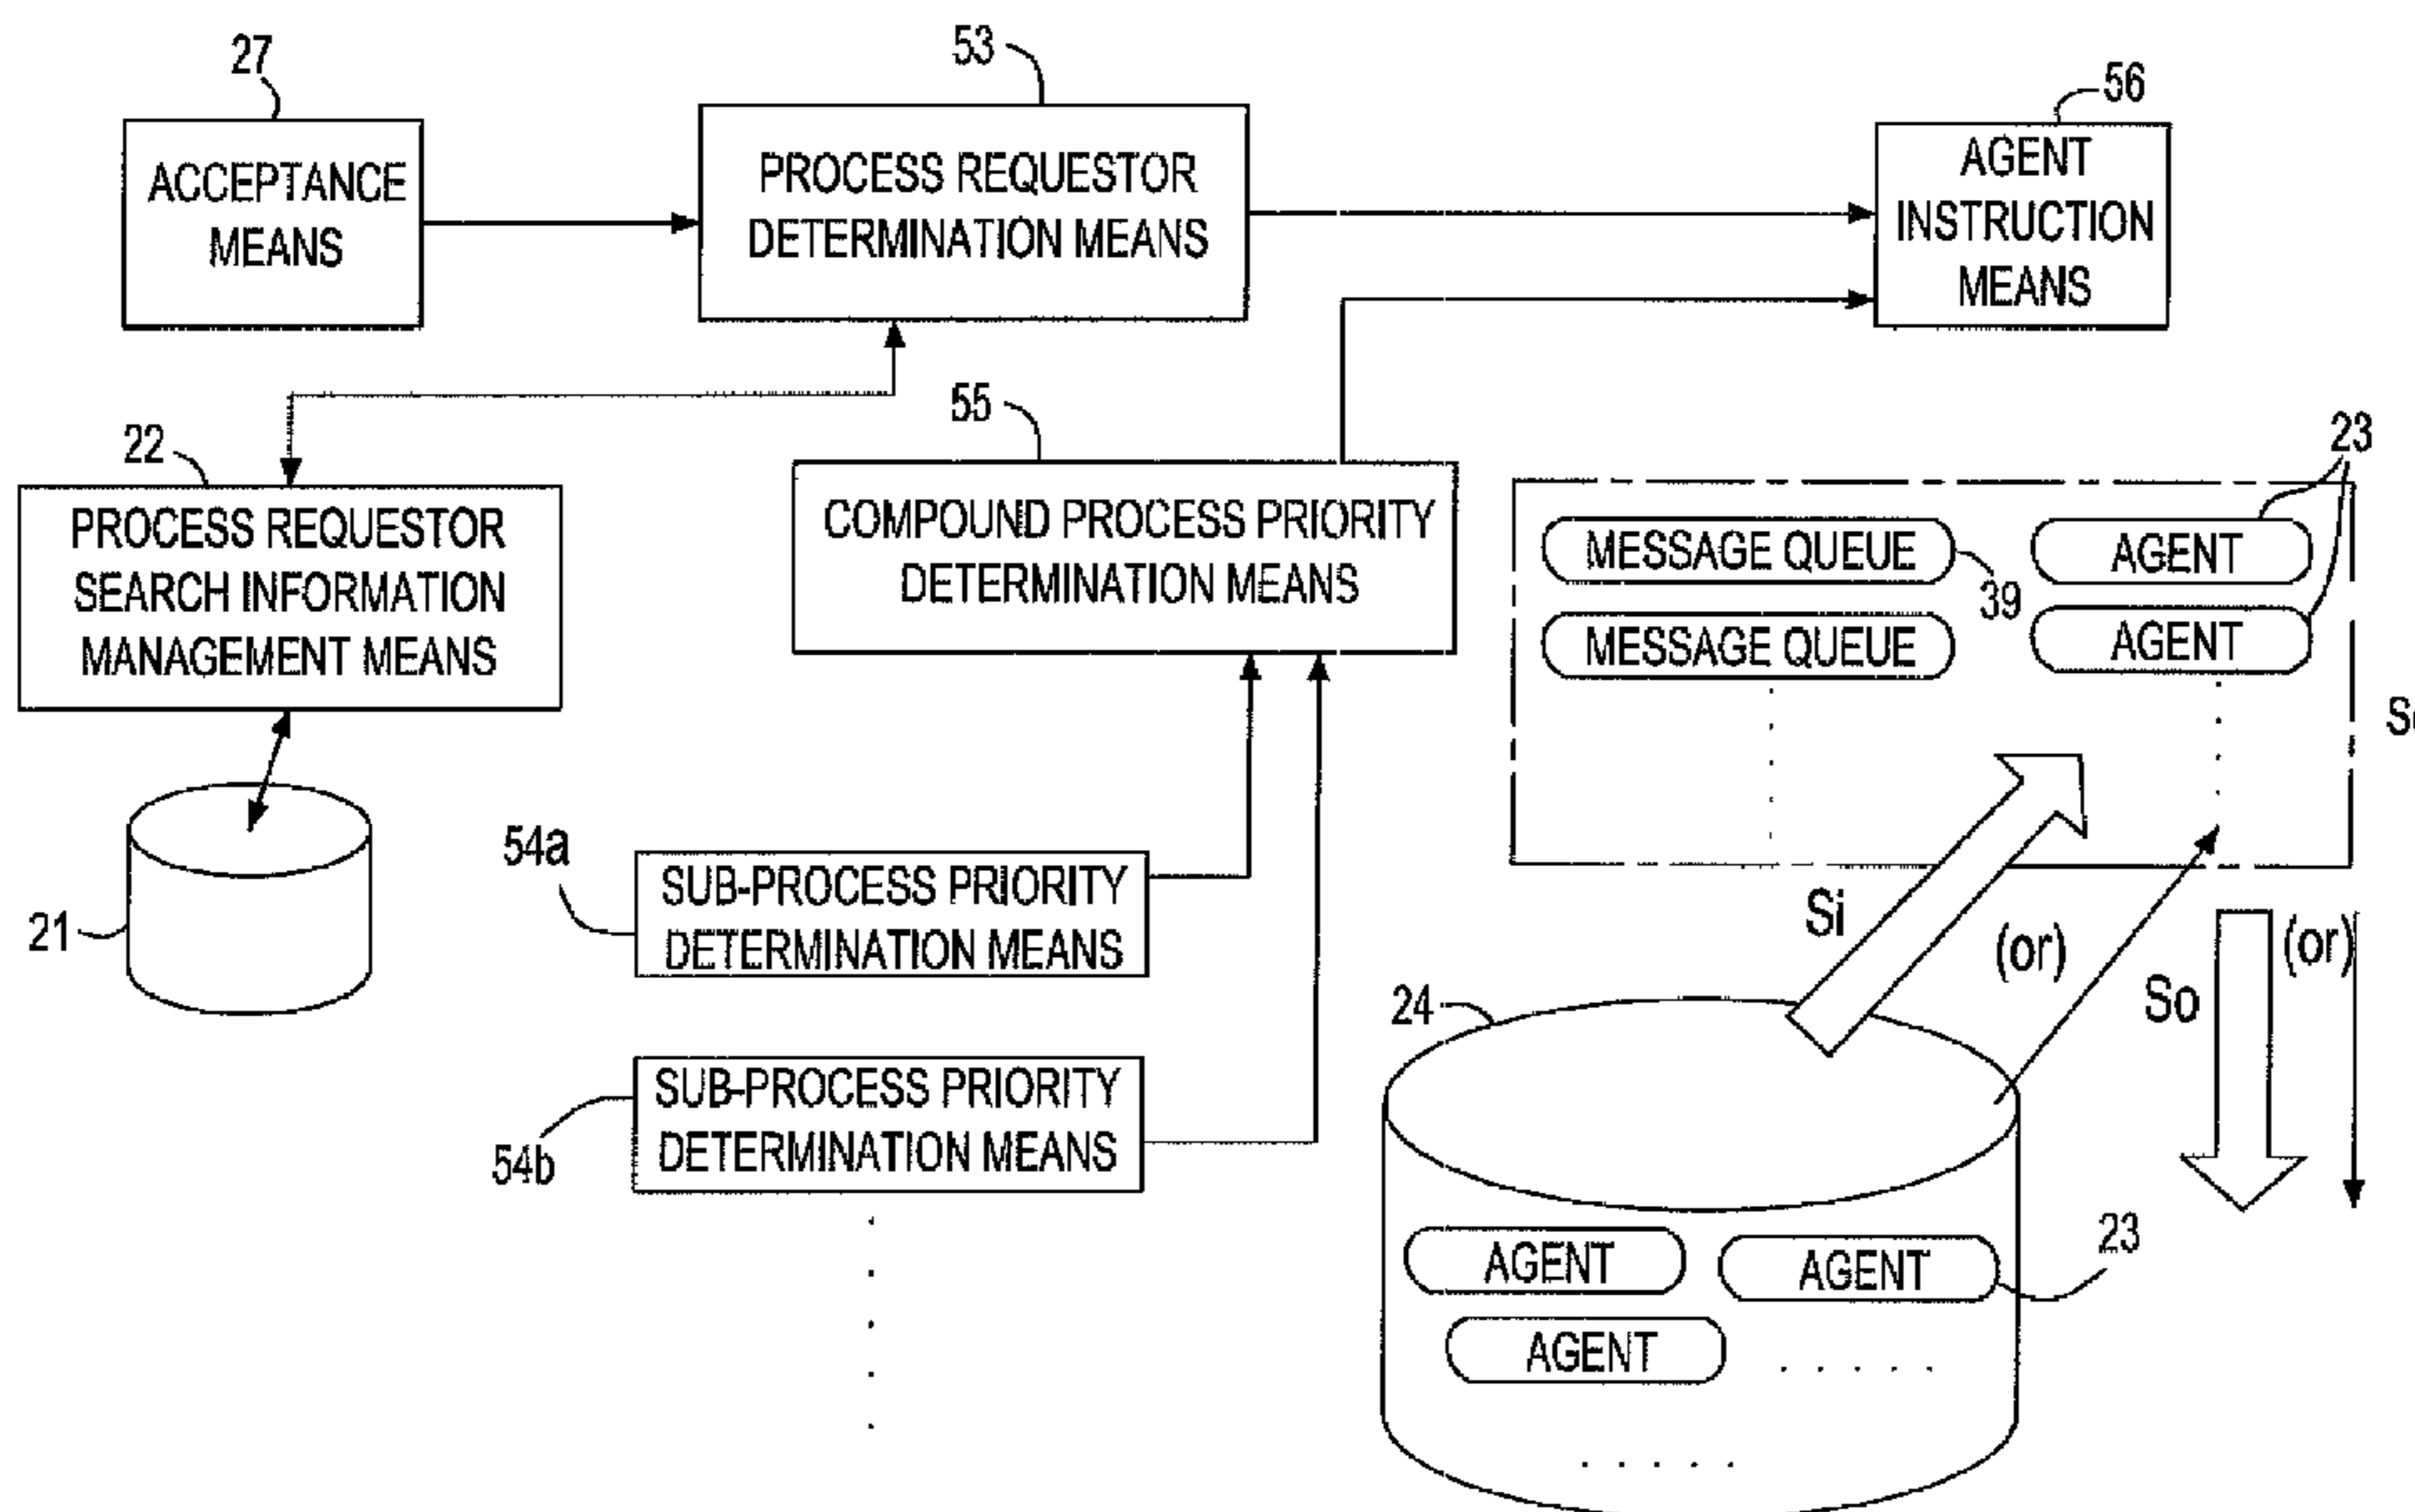 27
53
56
ACCEPTANCE
MEANS
PROCESS REQUESTOR
DETERMINATION MEANS
AGENT
INSTRUCTION
MEANS
22
55
23
PROCESS REQUESTOR
SEARCH INFORMATION
MANAGEMENT MEANS
COMPOUND PROCESS PRIORITY
DETERMINATION MEANS
MESSAGE QUEUE
AGENT
39
MESSAGE QUEUE
AGENT
54a
SUB-PROCESS PRIORITY
DETERMINATION MEANS
21
Si
(or)
(or)
So
24
54b
SUB-PROCESS PRIORITY
DETERMINATION MEANS
AGENT
AGENT
23
AGENT